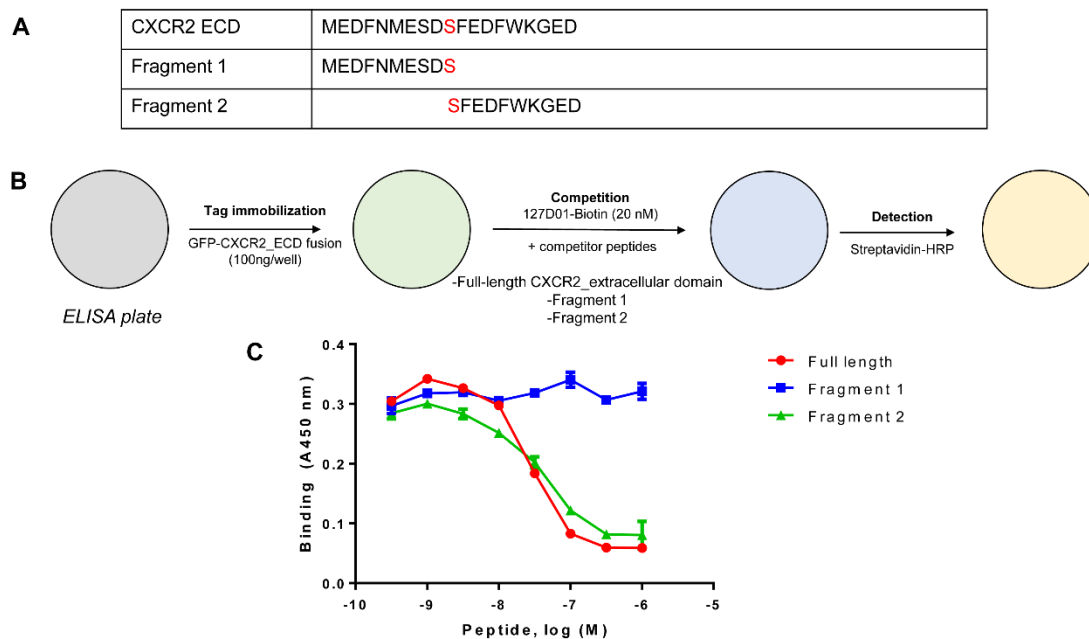 A
CXCR2 ECD MEDFNMESDSFEDFWKGED
Fragment 1 MEDFNMESDS
Fragment 2 SFEDFWKGED
B
Tag immobilization
GFP-CXCR2_ECD fusion
(100ng/well)
Competition
127D01-Biotin (20 nM)
+ competitor peptides
-Full-length CXCR2_extracellular domain
-Fragment 1
-Fragment 2
Detection
Streptavidin-HRP
ELISA plate
C
Full length
Fragment 1
Fragment 2
Binding (A450 nm)
0.4
0.3
0.2
0.1
0.0
-10 -9 -8 -7 -6 -5
Peptide, log (M)